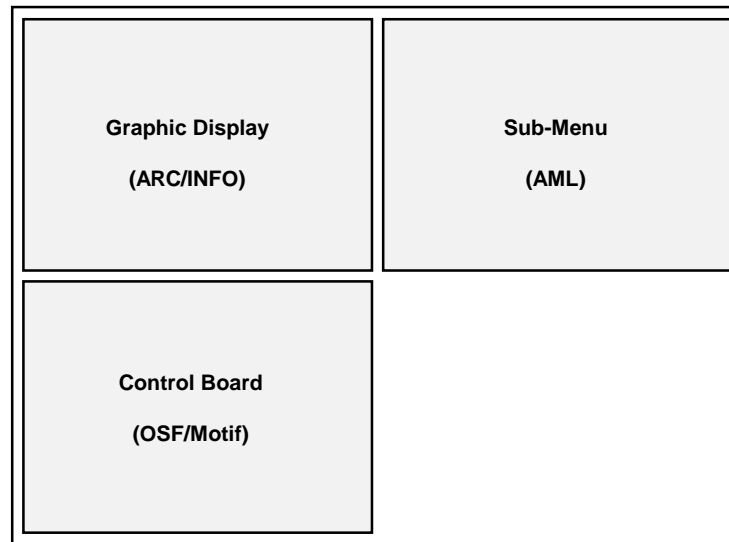 Graphic Display
(ARC/INFO)
Sub-Menu
(AML)
Control Board
(OSF/Motif)